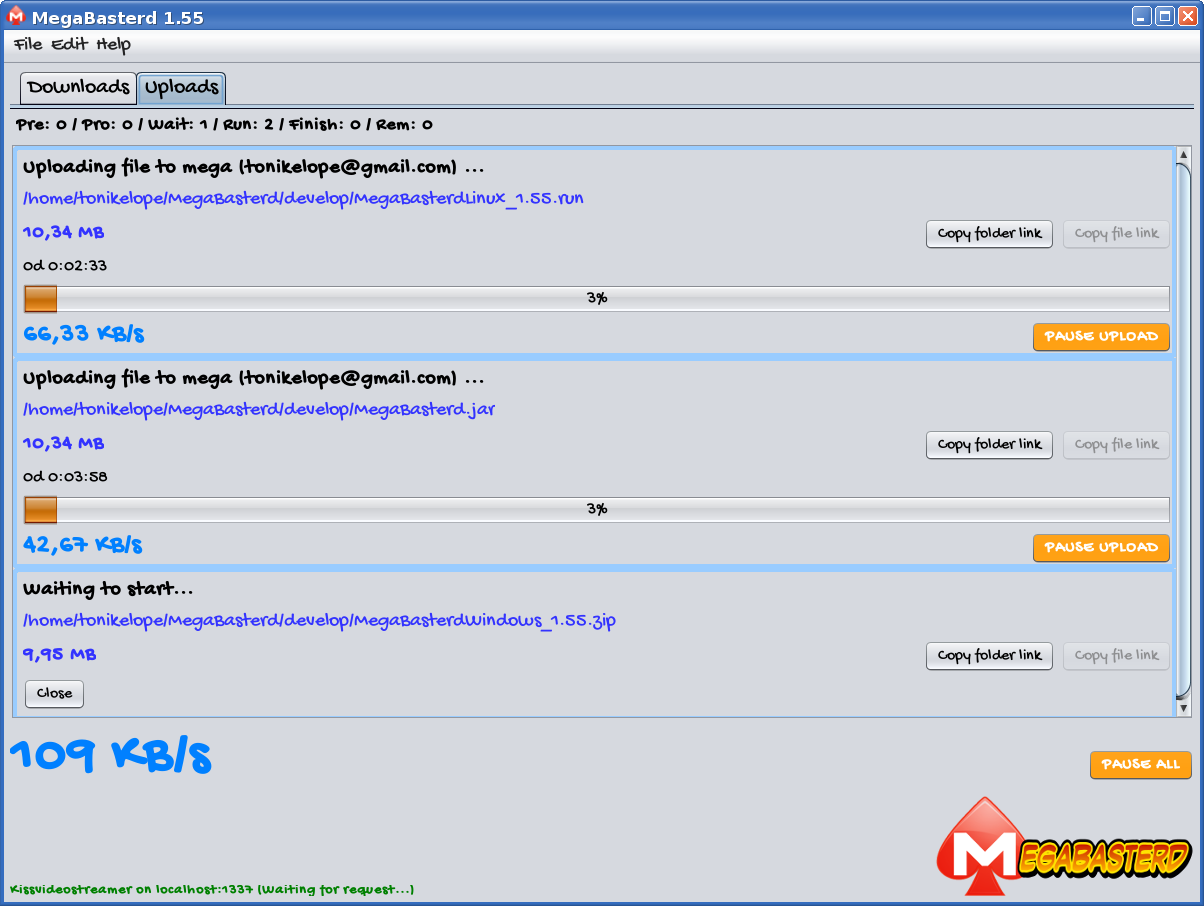 MegaBasterd 1.55
File Edit Help
Downloads Uploads
Pre: 0 / Pro: 0 / Wait: 1 / Run: 2 / Finish: 0 / Rem: 0
Uploading file to mega (tonikelope@gmail.com) ...
/home/tonikelope/MegaBasterd/develop/MegaBasterdLinux_1.55.run
10,34 MB
Copy folder link Copy file link
0d 0:02:33
3%
66,33 KB/s
PAUSE UPLOAD
Uploading file to mega (tonikelope@gmail.com) ...
/home/tonikelope/MegaBasterd/develop/MegaBasterd.jar
10,34 MB
Copy folder link Copy file link
0d 0:03:58
3%
42,67 KB/s
PAUSE UPLOAD
Waiting to start...
/home/tonikelope/MegaBasterd/develop/MegaBasterdWindows_1.55.zip
9,95 MB
Copy folder link Copy file link
Close
109 KB/s
PAUSE ALL
MEGABASTERD
Kissvideostreamer on localhost:1337 (Waiting for request...)